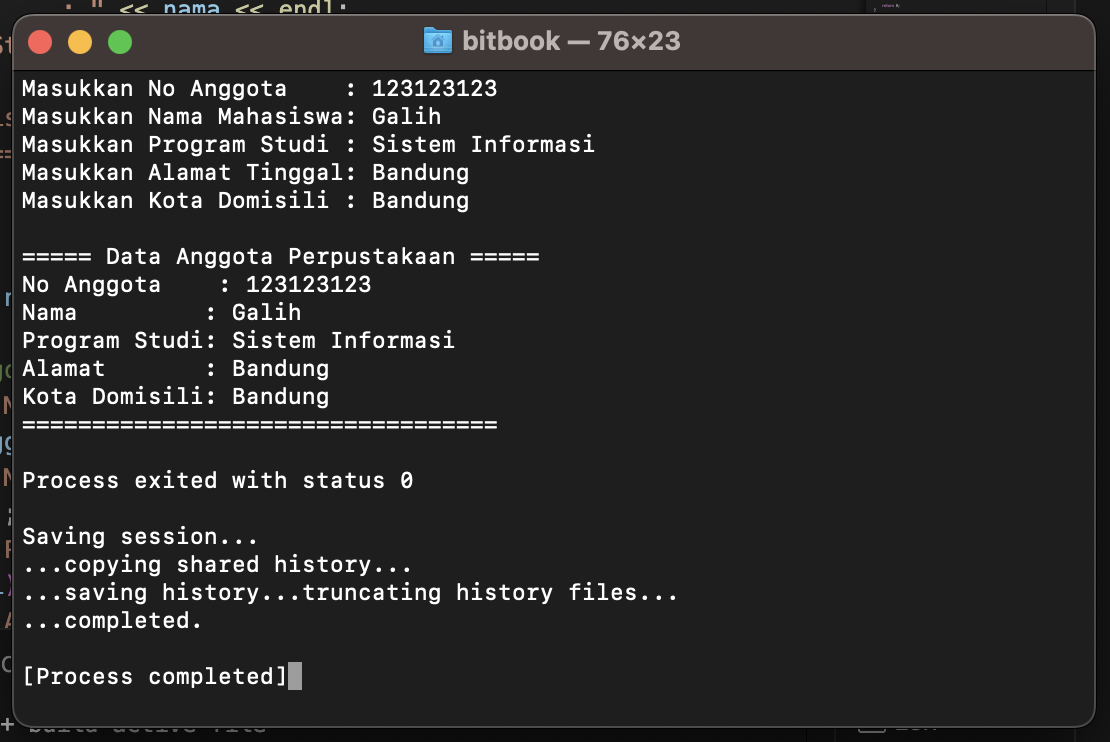 : " << nama << endl;
bitbook — 76×23
Masukkan No Anggota    : 123123123
Masukkan Nama Mahasiswa: Galih
Masukkan Program Studi : Sistem Informasi
Masukkan Alamat Tinggal: Bandung
Masukkan Kota Domisili : Bandung
===== Data Anggota Perpustakaan =====
No Anggota    : 123123123
Nama         : Galih
Program Studi: Sistem Informasi
Alamat       : Bandung
Kota Domisili: Bandung
==================================
Process exited with status 0
Saving session...
...copying shared history...
...saving history...truncating history files...
...completed.
[Process completed]